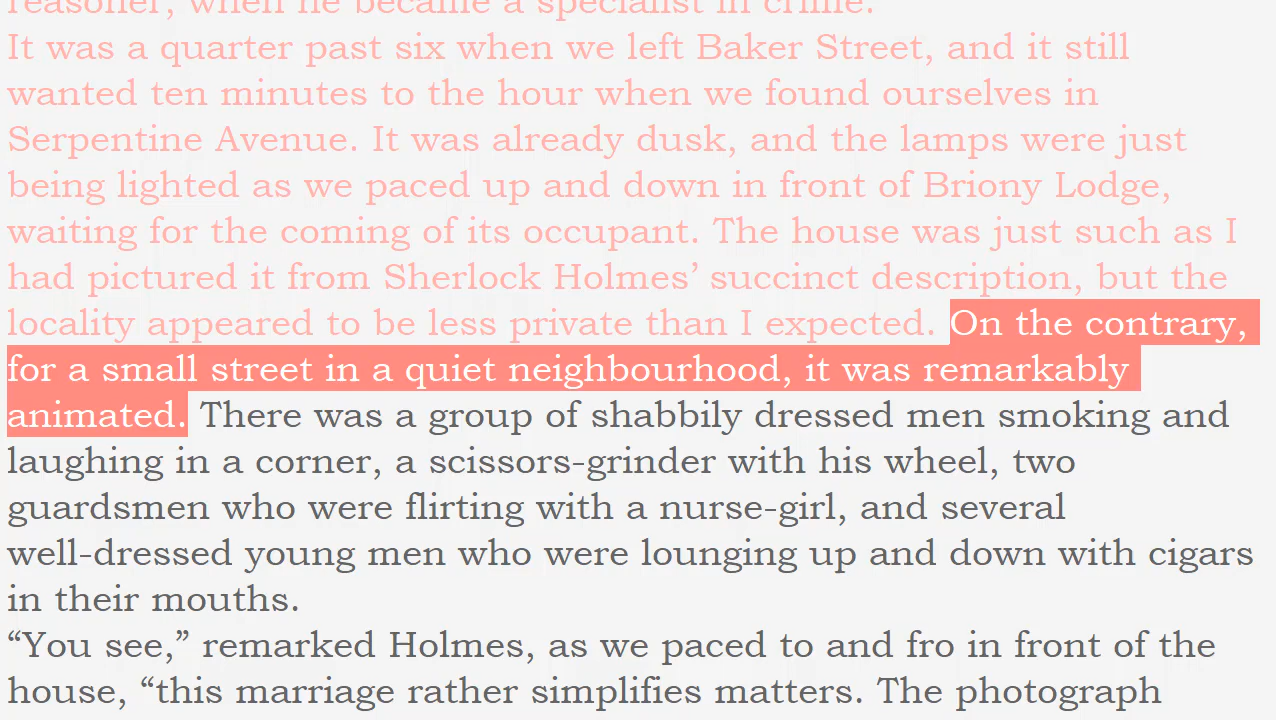 reasoner, when he became a specialist in crime.
It was a quarter past six when we left Baker Street, and it still
wanted ten minutes to the hour when we found ourselves in
Serpentine Avenue. It was already dusk, and the lamps were just
being lighted as we paced up and down in front of Briony Lodge,
waiting for the coming of its occupant. The house was just such as I
had pictured it from Sherlock Holmes’ succinct description, but the
locality appeared to be less private than I expected. On the contrary,
for a small street in a quiet neighbourhood, it was remarkably
animated. There was a group of shabbily dressed men smoking and
laughing in a corner, a scissors-grinder with his wheel, two
guardsmen who were flirting with a nurse-girl, and several
well-dressed young men who were lounging up and down with cigars
in their mouths.
“You see,” remarked Holmes, as we paced to and fro in front of the
house, “this marriage rather simplifies matters. The photograph